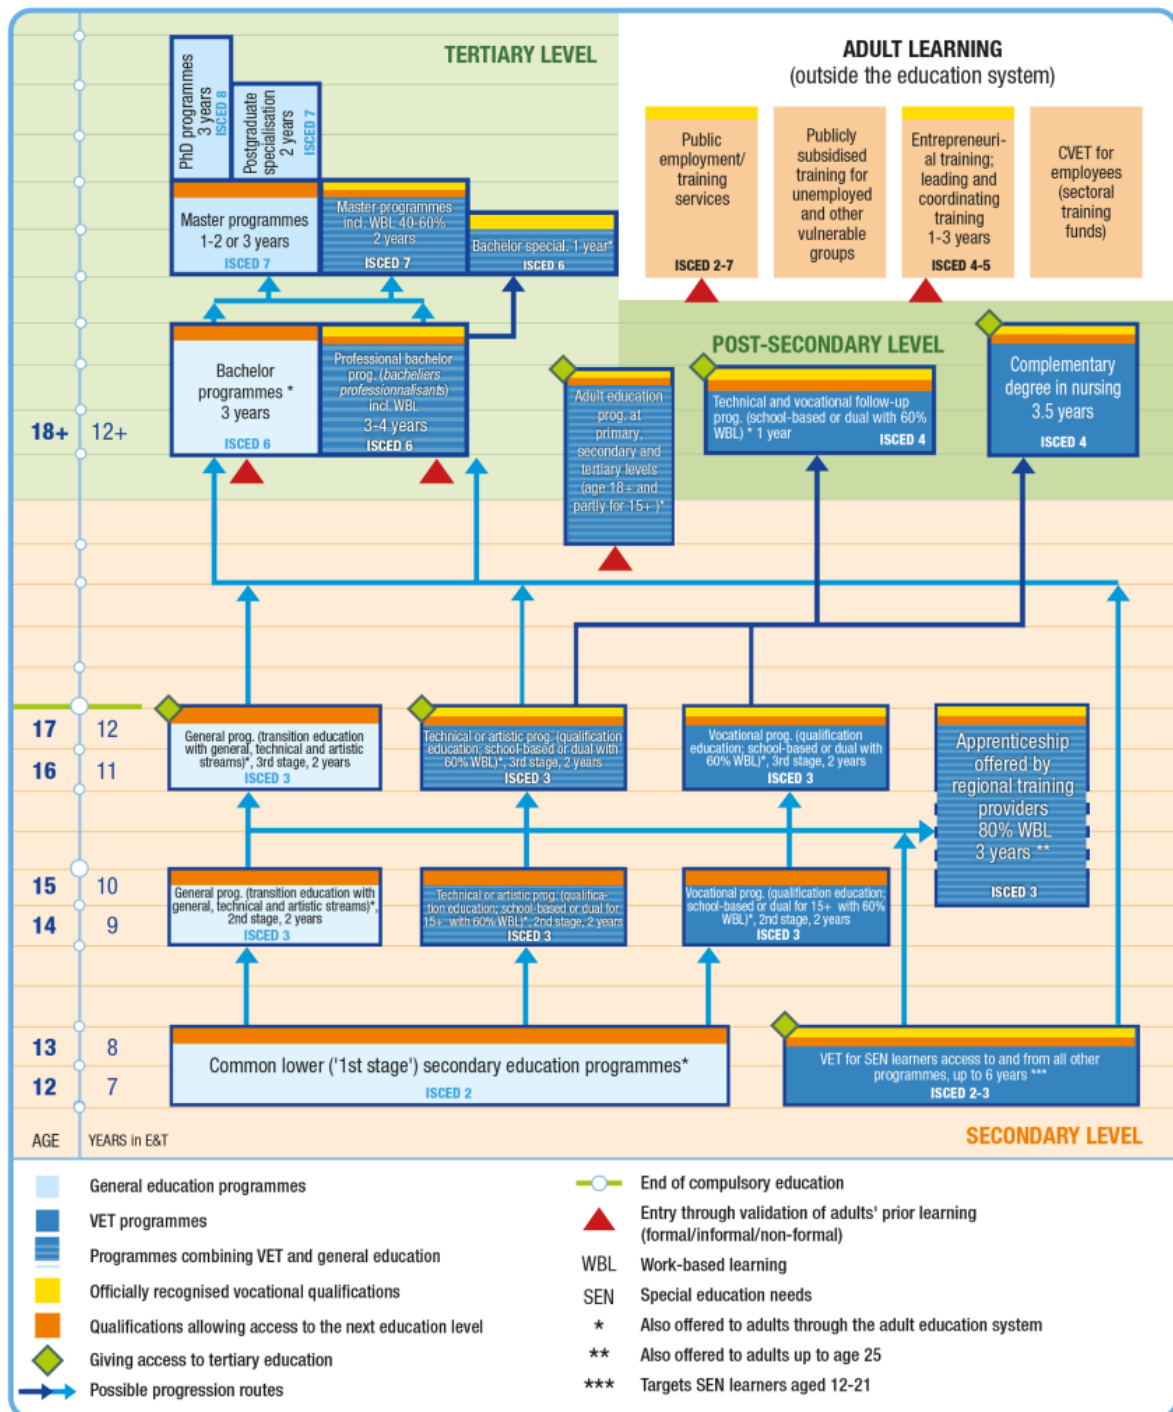 TERTIARY LEVEL
PhD programmes
3 years
ISCED 8
Postgraduate
specialisation
2 years
ISCED 7
Master programmes
1-2 or 3 years
ISCED 7
Master programmes
incl. WBL 40-60%
2 years
ISCED 7
Bachelor special. 1 year*
ISCED 6
Bachelor
programmes *
3 years
ISCED 6
Professional bachelor
prog. (bacheliers
professionnalisants)
incl. WBL
3-4 years
ISCED 6
ADULT LEARNING
(outside the education system)
Public
employment/
training
services
ISCED 2-7
Publicly
subsidised
training for
unemployed
and other
vulnerable
groups
Entrepreneuri-
al training;
leading and
coordinating
training
1-3 years
ISCED 4-5
CVET for
employees
(sectoral
training
funds)
POST-SECONDARY LEVEL
Adult education
prog. at
primary,
secondary and
tertiary levels
(age 18+ and
partly for 15+ )*
Technical and vocational follow-up
prog. (school-based or dual with 60%
WBL) * 1 year
ISCED 4
Complementary
degree in nursing
3.5 years
ISCED 4
18+ 12+
17 12
16 11
General prog. (transition education
with general, technical and artistic
streams)*, 3rd stage, 2 years
ISCED 3
Technical or artistic prog. (qualification
education; school-based or dual with
60% WBL)*, 3rd stage, 2 years
ISCED 3
Vocational prog. (qualification
education; school-based or dual with
60% WBL)*, 3rd stage, 2 years
ISCED 3
Apprenticeship
offered by
regional training
providers
80% WBL
3 years **
ISCED 3
15 10
14 9
General prog. (transition education with
general, technical and artistic streams)*,
2nd stage, 2 years
ISCED 3
Technical or artistic prog. (qualifica-
tion education; school-based or dual for
15+ with 60% WBL)*, 2nd stage, 2 years
ISCED 3
Vocational prog. (qualification education;
school-based or dual for 15+ with 60%
WBL)*, 2nd stage, 2 years
ISCED 3
13 8
12 7
Common lower ('1st stage') secondary education programmes*
ISCED 2
VET for SEN learners access to and from all other
programmes, up to 6 years ***
ISCED 2-3
AGE YEARS in E&T
SECONDARY LEVEL
General education programmes
VET programmes
Programmes combining VET and general education
Officially recognised vocational qualifications
Qualifications allowing access to the next education level
Giving access to tertiary education
Possible progression routes
End of compulsory education
Entry through validation of adults' prior learning
(formal/informal/non-formal)
WBL Work-based learning
SEN Special education needs
* Also offered to adults through the adult education system
** Also offered to adults up to age 25
*** Targets SEN learners aged 12-21